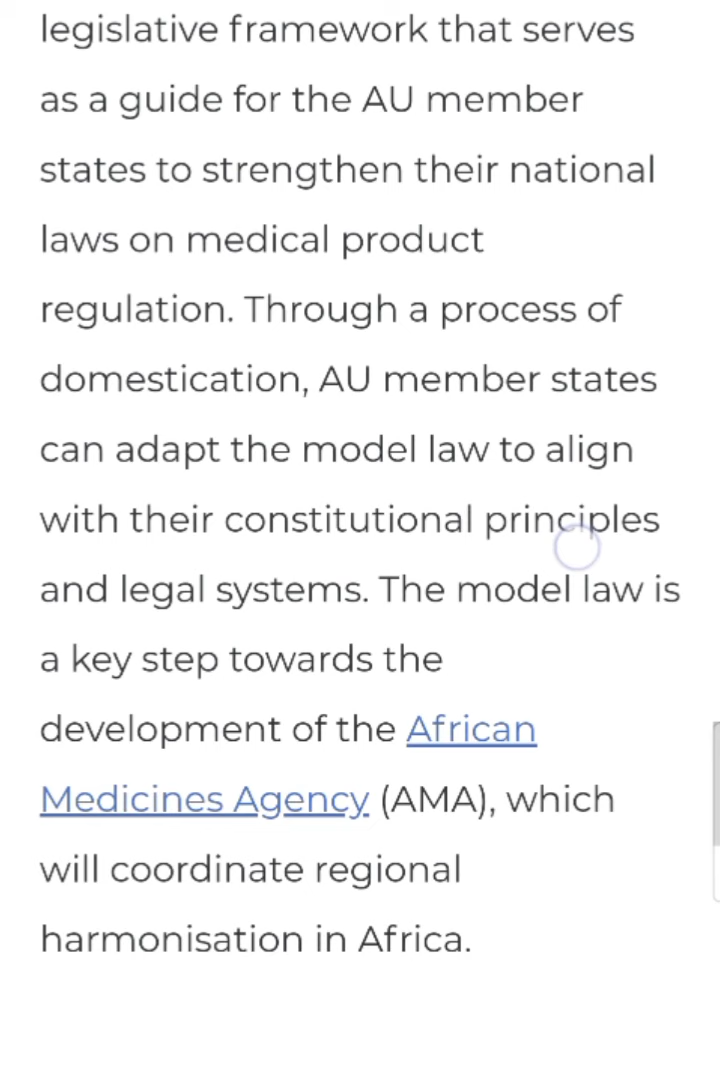 legislative framework that serves
as a guide for the AU member
states to strengthen their national
laws on medical product
regulation. Through a process of
domestication, AU member states
can adapt the model law to align
with their constitutional principles
and legal systems. The model law is
a key step towards the
development of the African
Medicines Agency (AMA), which
will coordinate regional
harmonisation in Africa.